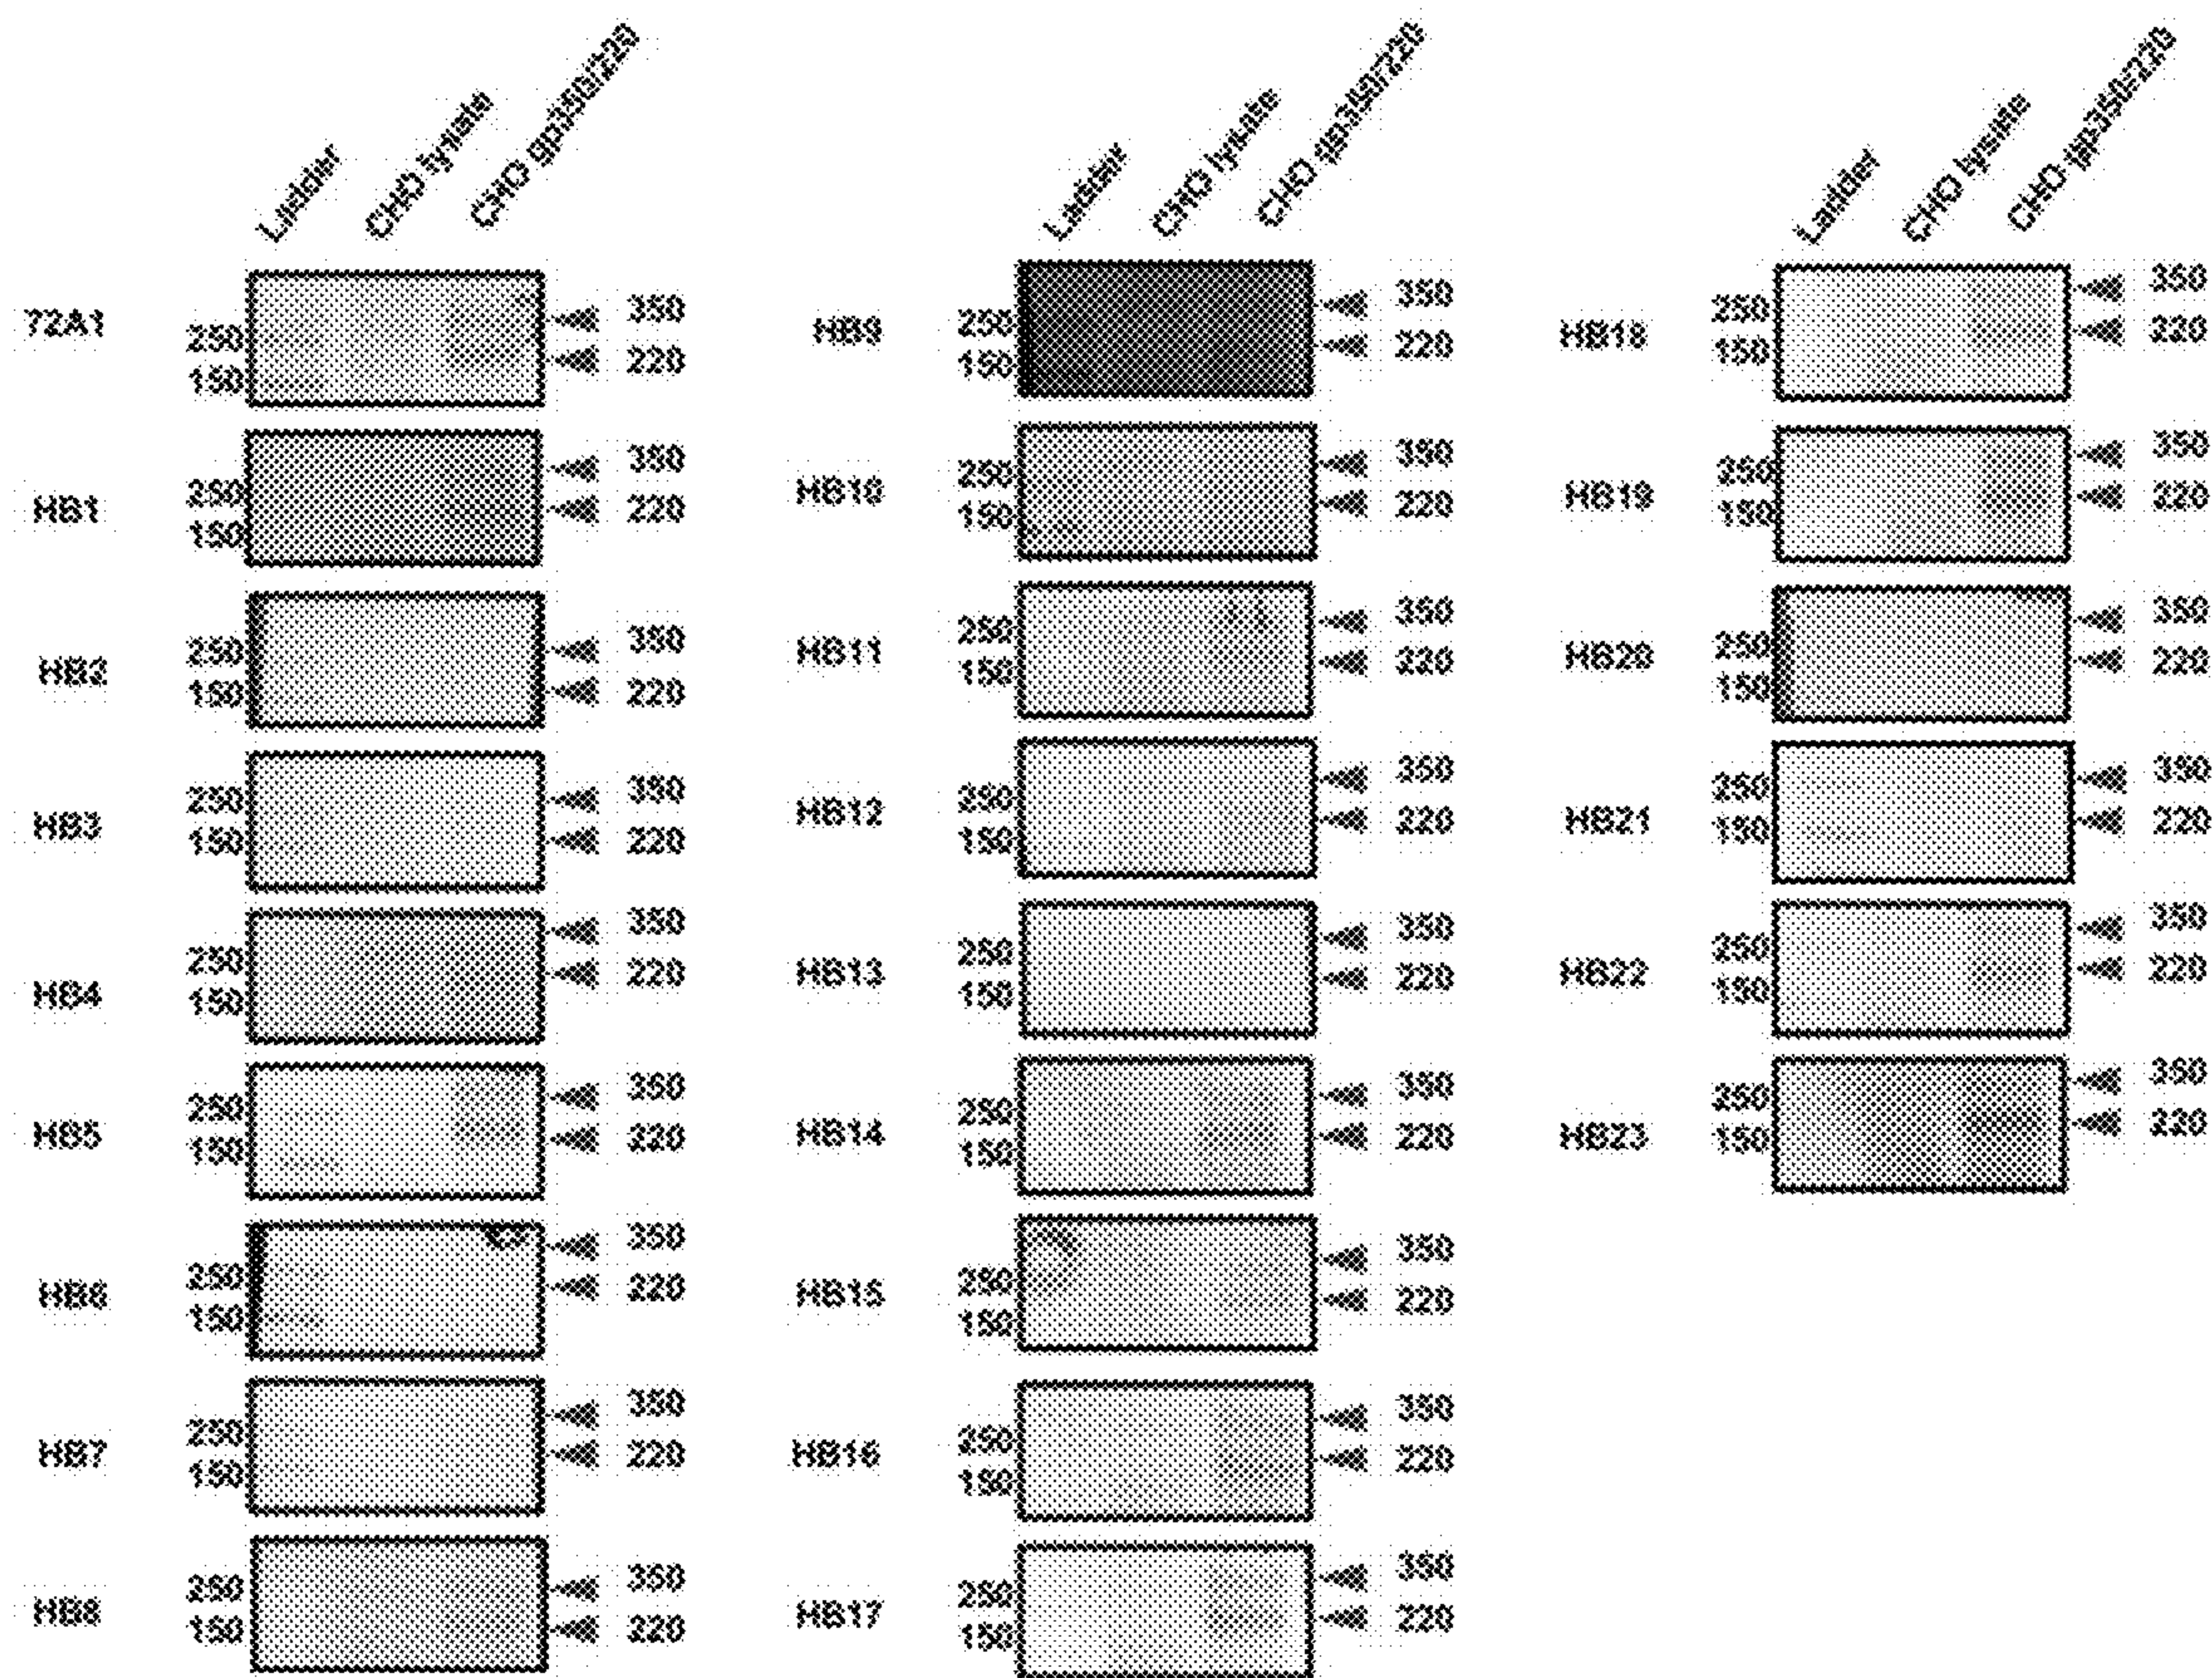 Ladder CHO lysate CHO gp350/220
72A1 250 150 350 220
HB1 250 150 350 220
HB2 250 150 350 220
HB3 250 150 350 220
HB4 250 150 350 220
HB5 250 150 350 220
HB6 250 150 350 220
HB7 250 150 350 220
HB8 250 150 350 220
Ladder CHO lysate CHO gp350/220
HB9 250 150 350 220
HB10 250 150 350 220
HB11 250 150 350 220
HB12 250 150 350 220
HB13 250 150 350 220
HB14 250 150 350 220
HB15 250 150 350 220
HB16 250 150 350 220
HB17 250 150 350 220
Ladder CHO lysate CHO gp350/220
HB18 250 150 350 220
HB19 250 150 350 220
HB20 250 150 350 220
HB21 250 150 350 220
HB22 250 150 350 220
HB23 250 150 350 220